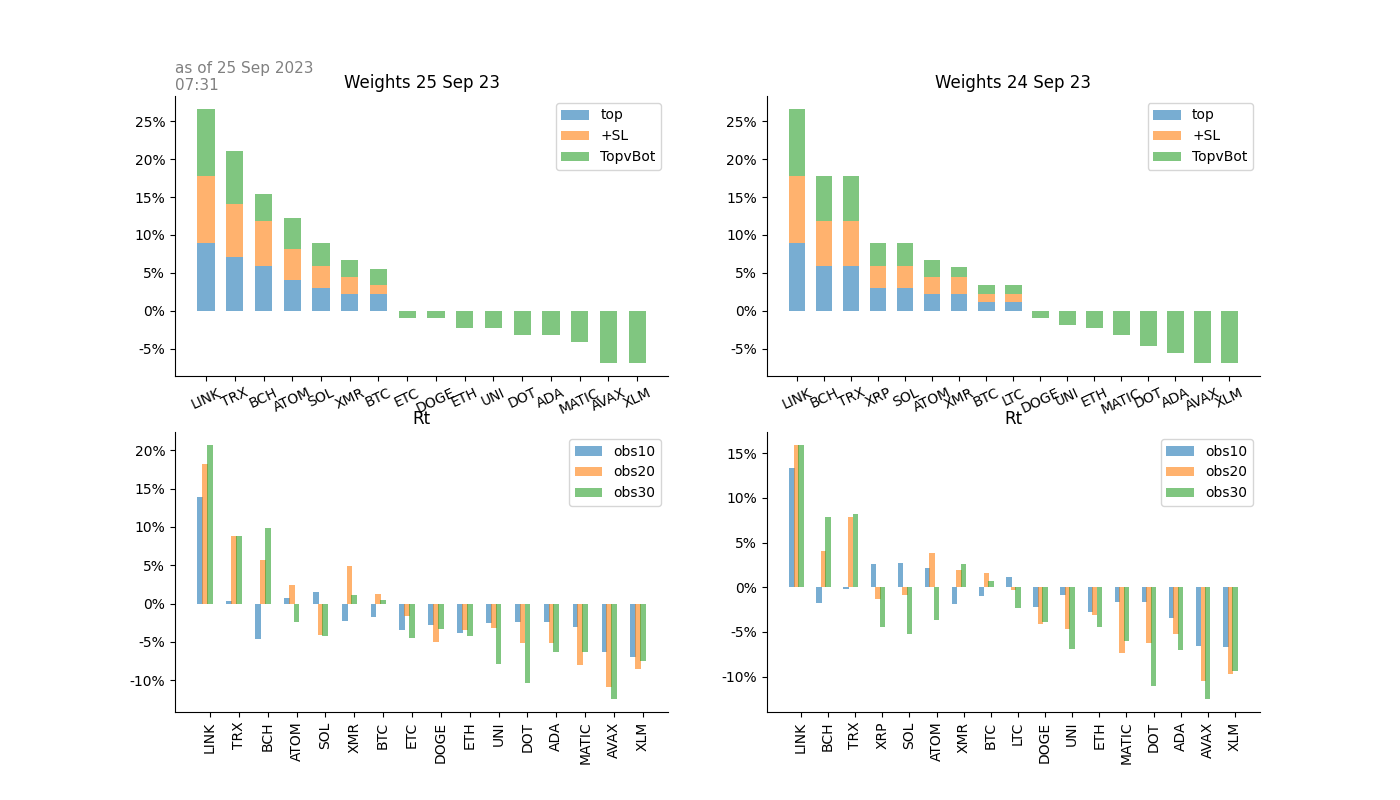 as of 25 Sep 2023
07:31
Weights 25 Sep 23
25%
20%
15%
10%
5%
0%
-5%
top
+SL
TopvBot
LINK TRX BCH ATOM SOL XMR BTC ETC DOGE ETH UNI DOT ADA MATIC AVAX XLM
Weights 24 Sep 23
25%
20%
15%
10%
5%
0%
-5%
top
+SL
TopvBot
LINK BCH TRX XRP SOL ATOM XMR BTC LTC DOGE UNI ETH MATIC DOT ADA AVAX XLM
Rt
20%
15%
10%
5%
0%
-5%
-10%
obs10
obs20
obs30
LINK TRX BCH ATOM SOL XMR BTC ETC DOGE ETH UNI DOT ADA MATIC AVAX XLM
Rt
15%
10%
5%
0%
-5%
-10%
obs10
obs20
obs30
LINK BCH TRX XRP SOL ATOM XMR BTC LTC DOGE UNI ETH MATIC DOT ADA AVAX XLM